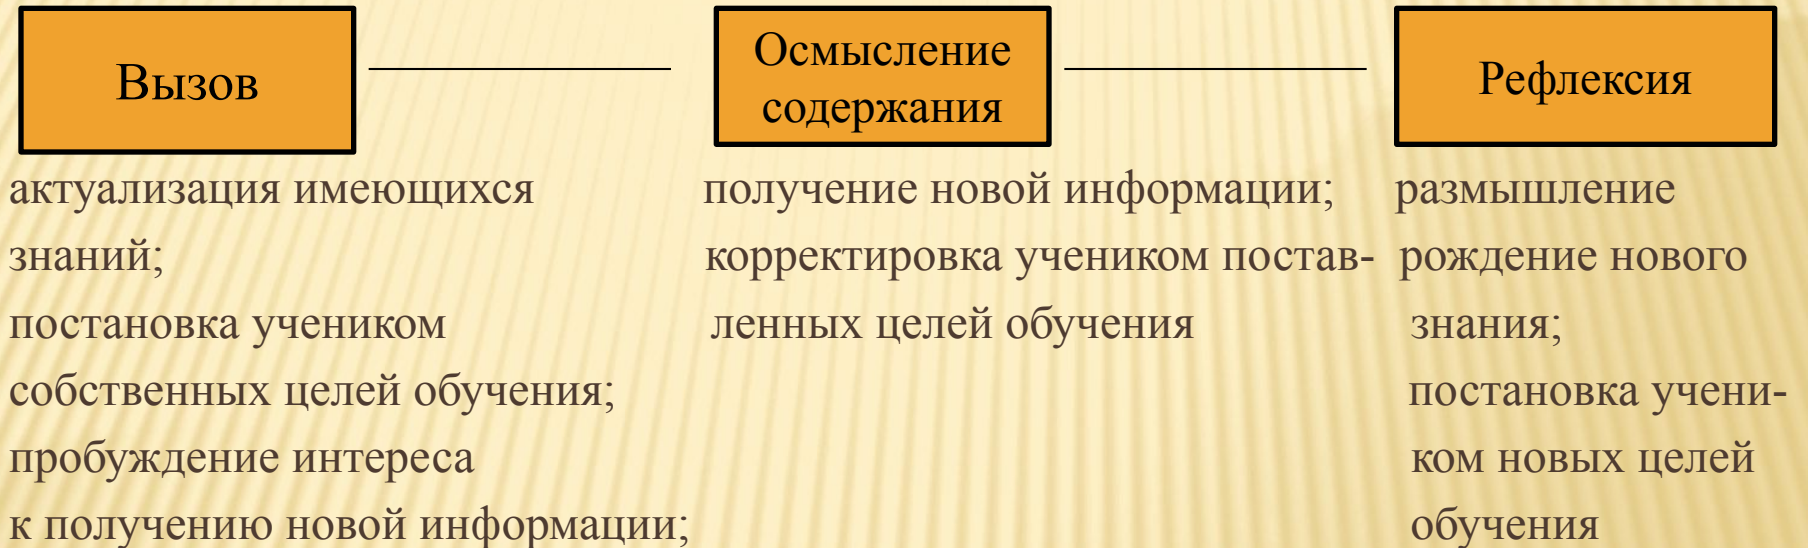 Вызов
Осмысление
содержания
Рефлексия
актуализация имеющихся
знаний;
постановка учеником
собственных целей обучения;
пробуждение интереса
к получению новой информации;
получение новой информации;
корректировка учеником постав-
ленных целей обучения
размышление
рождение нового
знания;
постановка учени-
ком новых целей
обучения